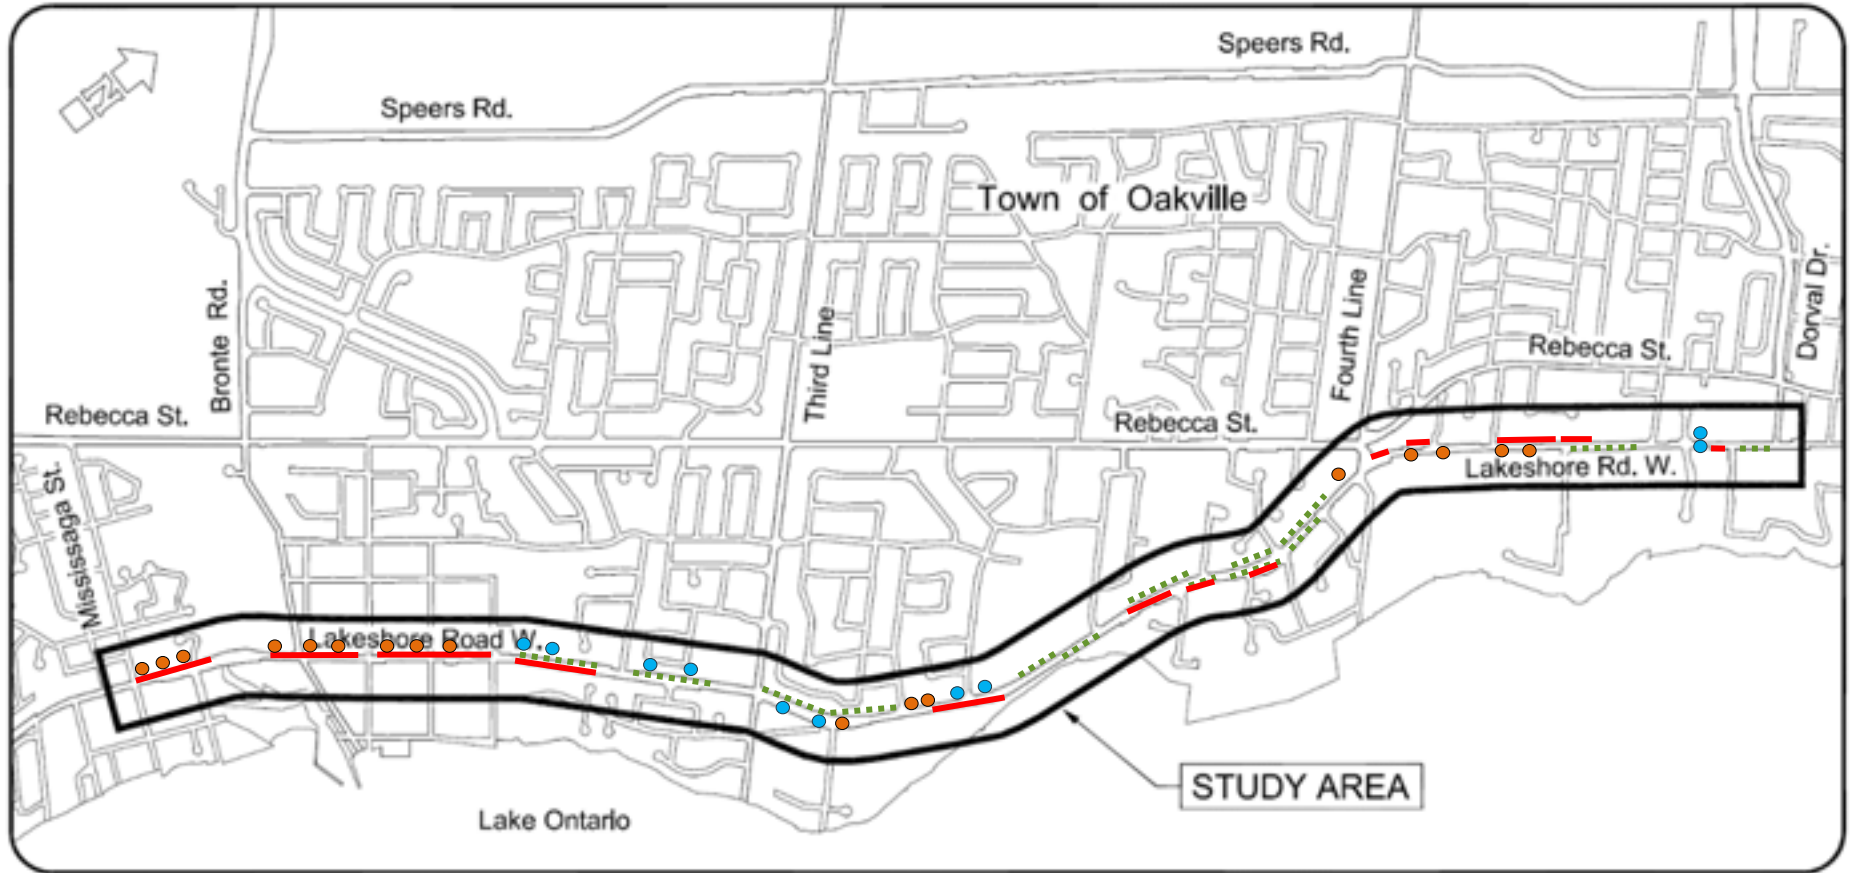 Speers Rd.
Speers Rd.
N
Town of Oakville
Bronte Rd.
Third Line
Fourth Line
Dorval Dr.
Rebecca St.
Rebecca St.
Rebecca St.
Lakeshore Rd. W.
Mississaga St.
Lakeshore Road W.
STUDY AREA
Lake Ontario